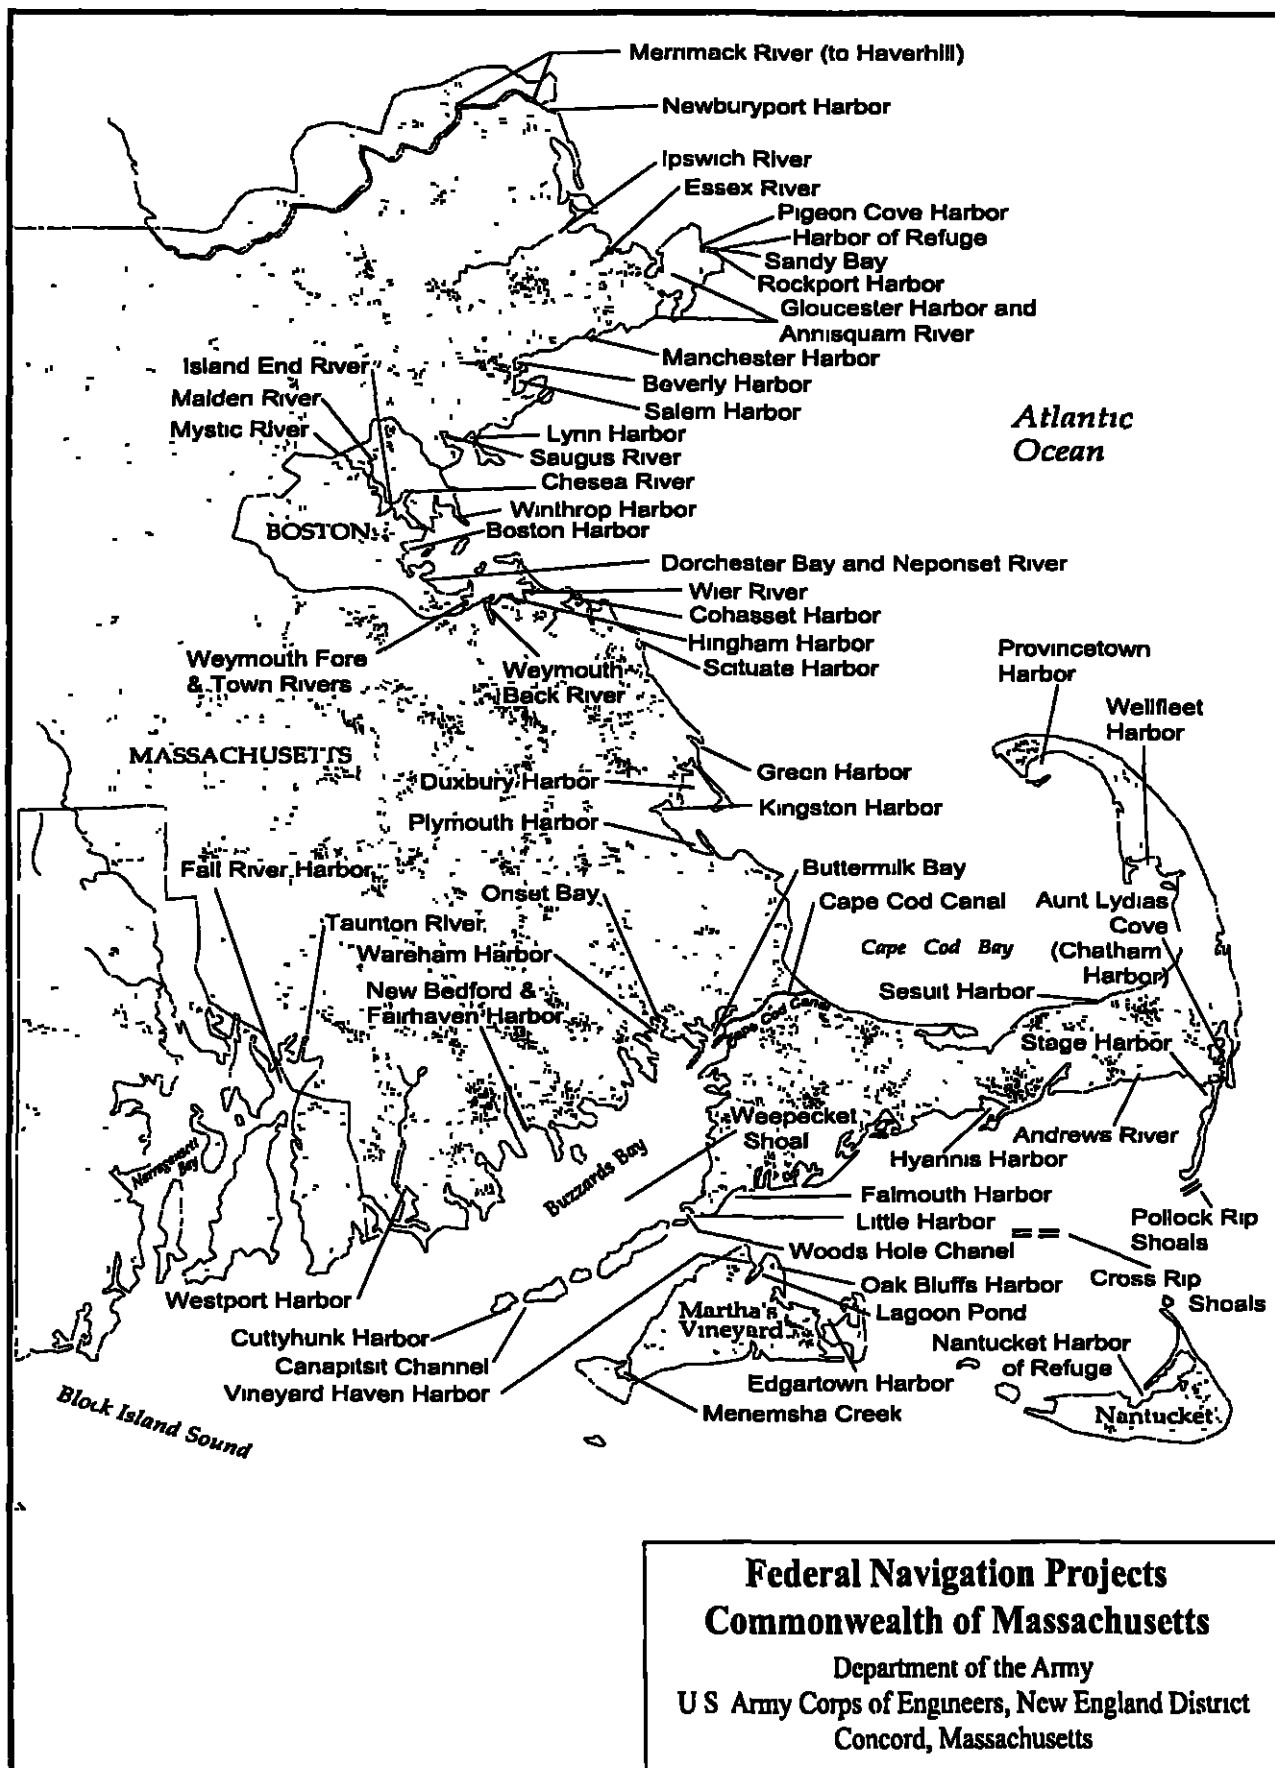 Merrimack River (to Haverhill)
Newburyport Harbor
Ipswich River
Essex River
Pigeon Cove Harbor
Harbor of Refuge
Sandy Bay
Rockport Harbor
Gloucester Harbor and
Annisquam River
Manchester Harbor
Beverly Harbor
Salem Harbor
Island End River
Malden River
Mystic River
Atlantic
Ocean
Lynn Harbor
Saugus River
Chesea River
Winthrop Harbor
BOSTON
Boston Harbor
Dorchester Bay and Neponset River
Wier River
Cohasset Harbor
Hingham Harbor
Scituate Harbor
Weymouth Fore
& Town Rivers
Weymouth
Back River
Provincetown
Harbor
Wellfleet
Harbor
MASSACHUSETTS
Green Harbor
Duxbury Harbor
Kingston Harbor
Plymouth Harbor
Fall River Harbor
Onset Bay
Buttermilk Bay
Cape Cod Canal
Aunt Lydias
Cove
(Chatham
Harbor)
Taunton River
Wareham Harbor
Cape Cod Bay
New Bedford &
Fairhaven Harbor
Sesuit Harbor
Cape Cod Canal
Stage Harbor
Weepecket
Shoal
Andrews River
Hyannis Harbor
Narragansett
Bay
Buzzards Bay
Falmouth Harbor
Little Harbor
Pollock Rip
Shoals
Woods Hole Chanel
Oak Bluffs Harbor
Cross Rip
Shoals
Westport Harbor
Lagoon Pond
Martha's
Vineyard
Cuttyhunk Harbor
Canapitsit Channel
Vineyard Haven Harbor
Nantucket Harbor
of Refuge
Edgartown Harbor
Menemsha Creek
Nantucket
Block Island Sound
Federal Navigation Projects
Commonwealth of Massachusetts
Department of the Army
U S Army Corps of Engineers, New England District
Concord, Massachusetts